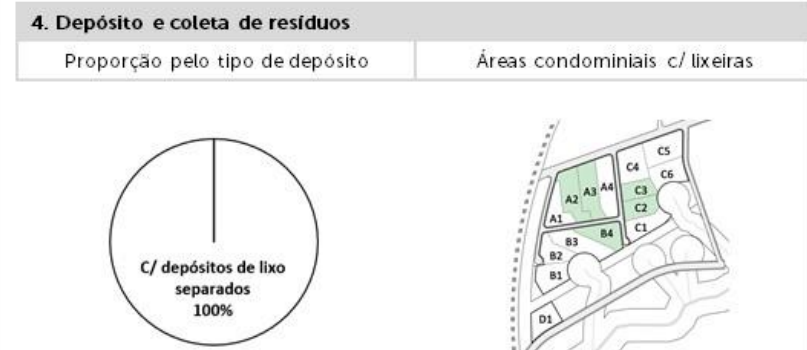 4. Depósito e coleta de resíduos
Proporção pelo tipo de depósito
Áreas condominiais c/ lixeiras
C/ depósitos de lixo
separados
100%
C5
C4
C6
A2
A3
A4
C3
C2
A1
C1
B4
B3
B2
B1
D1